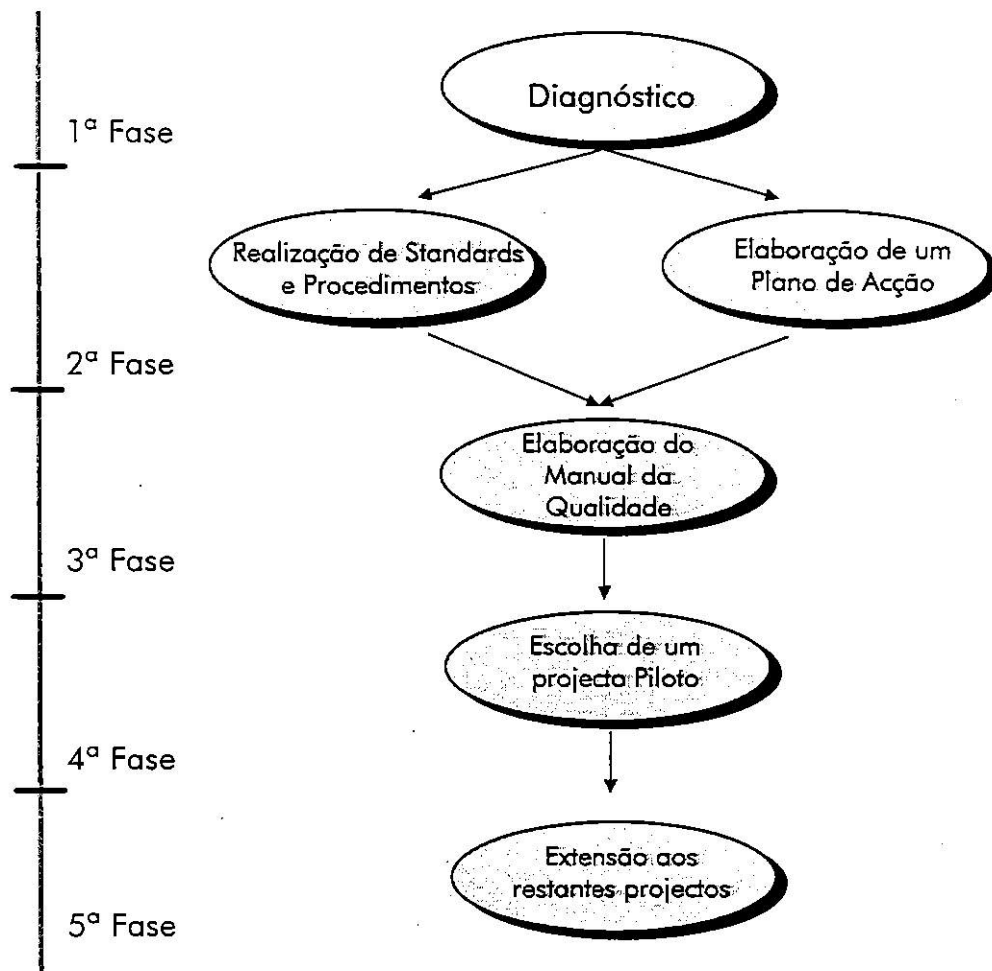 Diagnóstico
1ª Fase
Realização de Standards
e Procedimentos
Elaboração de um
Plano de Acção
2ª Fase
Elaboração do
Manual da
Qualidade
3ª Fase
Escolha de um
projecto Piloto
4ª Fase
Extensão aos
restantes projectos
5ª Fase